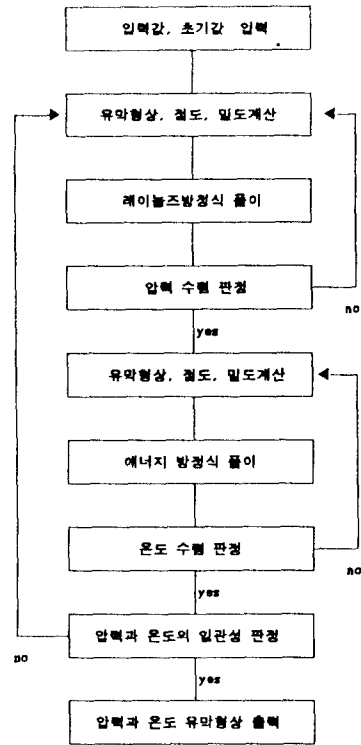 입력값, 초기값 입력
유막형상, 점도, 밀도계산
레이놀즈방정식 풀이
압력 수렴 판정
no
yes
유막형상, 점도, 밀도계산
에너지 방정식 풀이
온도 수렴 판정
no
yes
압력과 온도의 일관성 판정
no
yes
압력과 온도 유막형상 출력